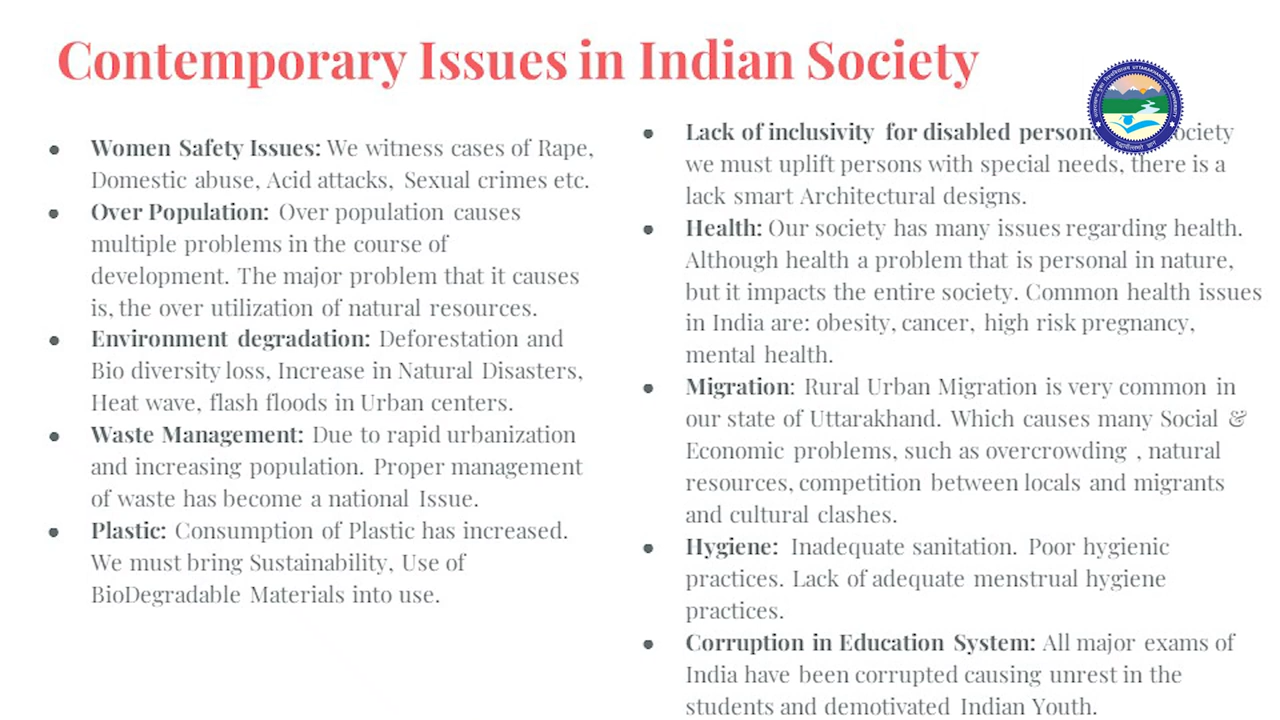 Contemporary Issues in Indian Society
● Women Safety Issues: We witness cases of Rape,
Domestic abuse, Acid attacks, Sexual crimes etc.
● Over Population: Over population causes
multiple problems in the course of
development. The major problem that it causes
is, the over utilization of natural resources.
● Environment degradation: Deforestation and
Bio diversity loss, Increase in Natural Disasters,
Heat wave, flash floods in Urban centers.
● Waste Management: Due to rapid urbanization
and increasing population. Proper management
of waste has become a national Issue.
● Plastic: Consumption of Plastic has increased.
We must bring Sustainability, Use of
BioDegradable Materials into use.
● Lack of inclusivity for disabled person
we must uplift persons with special needs, there is a
lack smart Architectural designs.
● Health: Our society has many issues regarding health.
Although health a problem that is personal in nature,
but it impacts the entire society. Common health issues
in India are: obesity, cancer, high risk pregnancy,
mental health.
● Migration: Rural Urban Migration is very common in
our state of Uttarakhand. Which causes many Social &
Economic problems, such as overcrowding , natural
resources, competition between locals and migrants
and cultural clashes.
● Hygiene: Inadequate sanitation. Poor hygienic
practices. Lack of adequate menstrual hygiene
practices.
● Corruption in Education System: All major exams of
India have been corrupted causing unrest in the
students and demotivated Indian Youth.